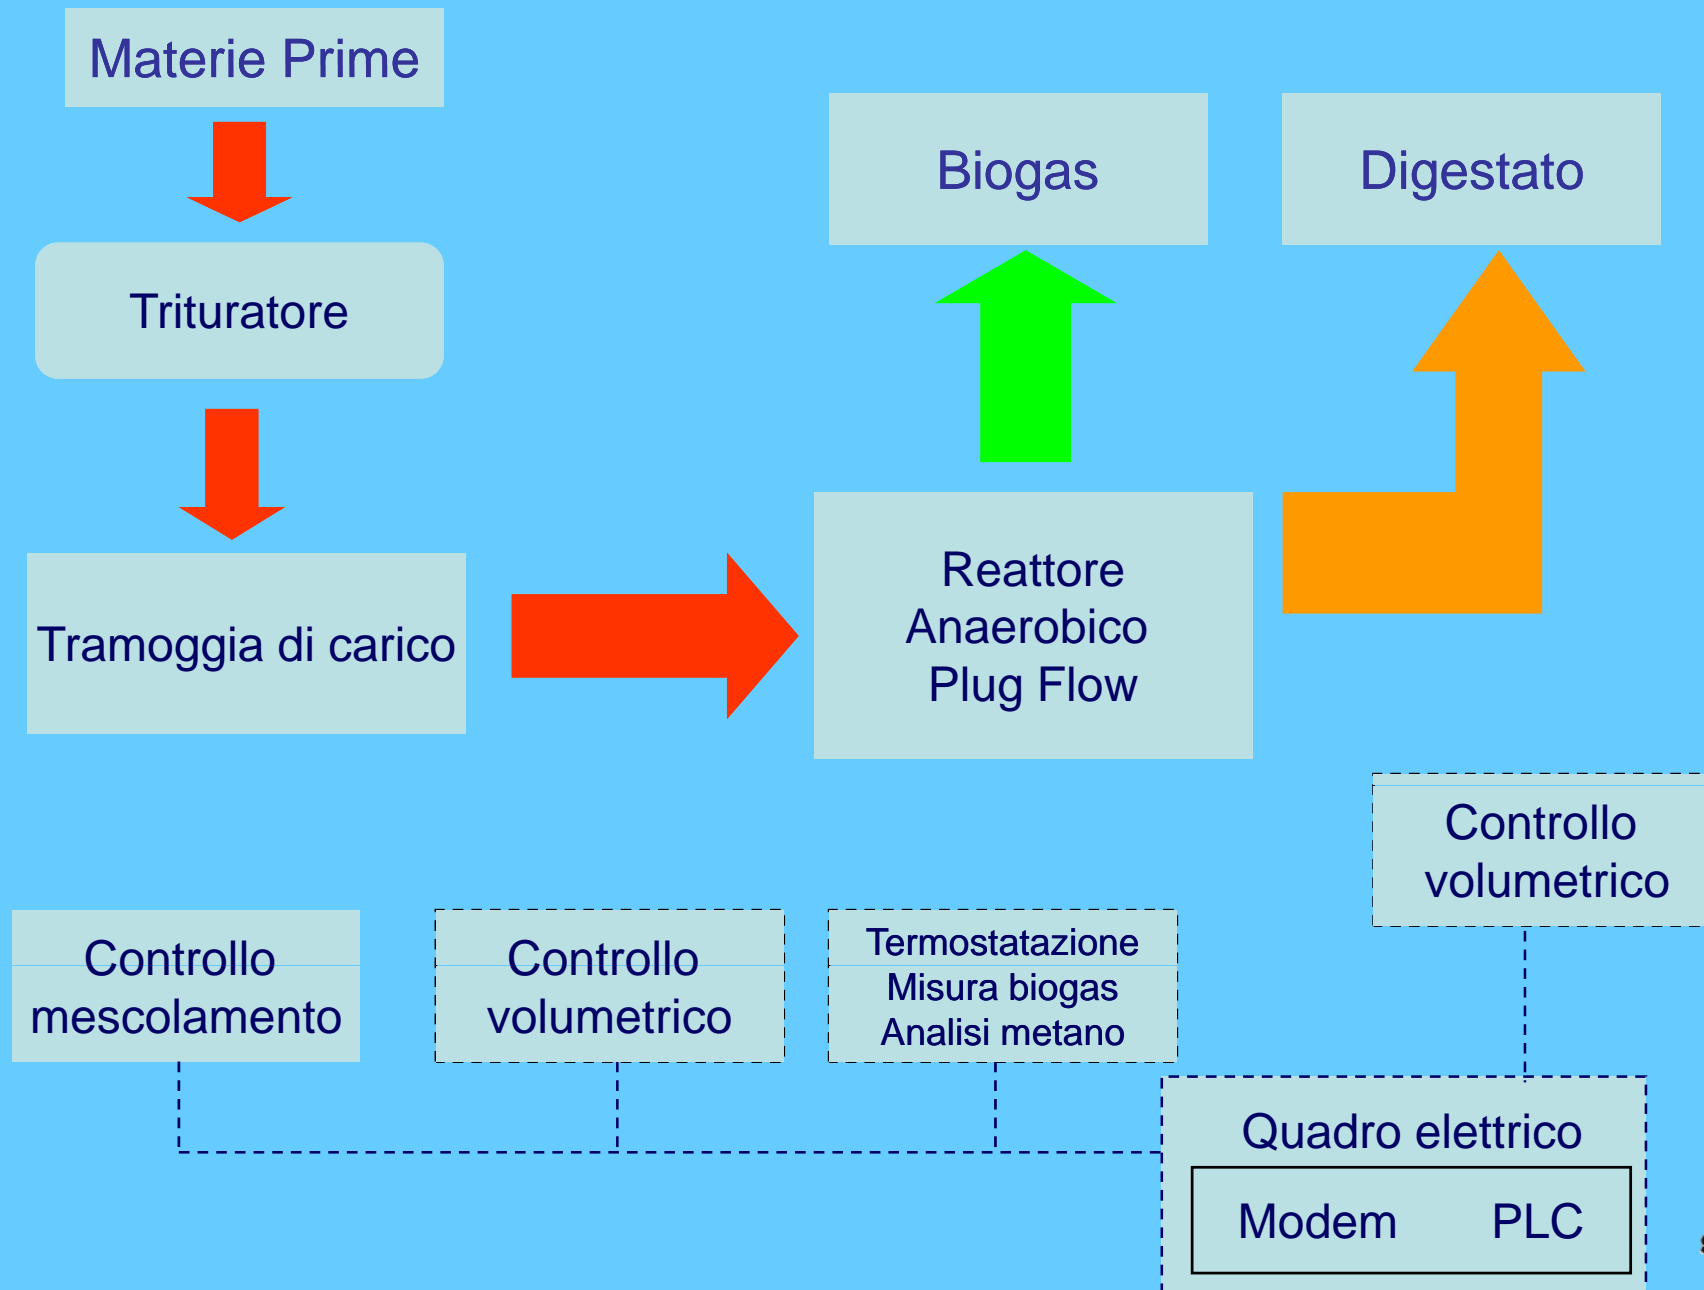 Materie Prime
Biogas
Digestato
Trituratore
Tramoggia di carico
Reattore
Anaerobico
Plug Flow
Controllo
volumetrico
Controllo
mescolamento
Controllo
volumetrico
Termostatazione
Misura biogas
Analisi metano
Quadro elettrico
Modem PLC